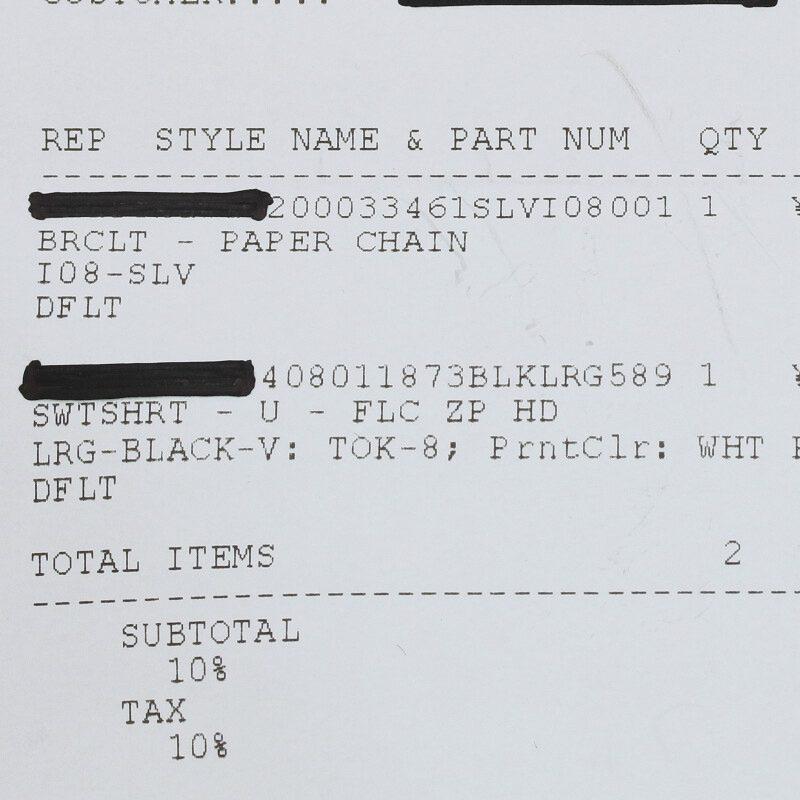 CUSTOMER.....
REP STYLE NAME & PART NUM QTY
200033461SLVI08001 1 ¥
BRCLT - PAPER CHAIN
I08-SLV
DFLT
408011873BLKLRG589 1 ¥
SWTSHRT - U - FLC ZP HD
LRG-BLACK-V: TOK-8; PrntClr: WHT
DFLT
TOTAL ITEMS 2
SUBTOTAL
10%
TAX
10%